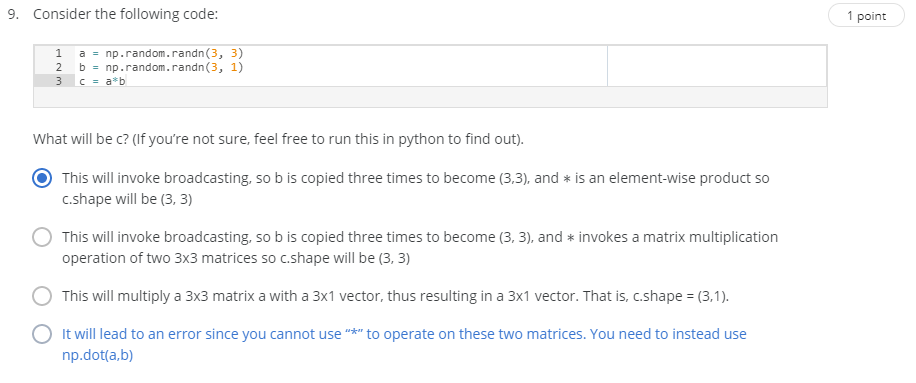 9. Consider the following code:
1 point
1 a = np.random.randn(3, 3)
2 b = np.random.randn(3, 1)
3 c = a*b
What will be c? (If you're not sure, feel free to run this in python to find out).
This will invoke broadcasting, so b is copied three times to become (3,3), and * is an element-wise product so
c.shape will be (3, 3)
This will invoke broadcasting, so b is copied three times to become (3, 3), and * invokes a matrix multiplication
operation of two 3x3 matrices so c.shape will be (3, 3)
This will multiply a 3x3 matrix a with a 3x1 vector, thus resulting in a 3x1 vector. That is, c.shape = (3,1).
It will lead to an error since you cannot use “*” to operate on these two matrices. You need to instead use
np.dot(a,b)